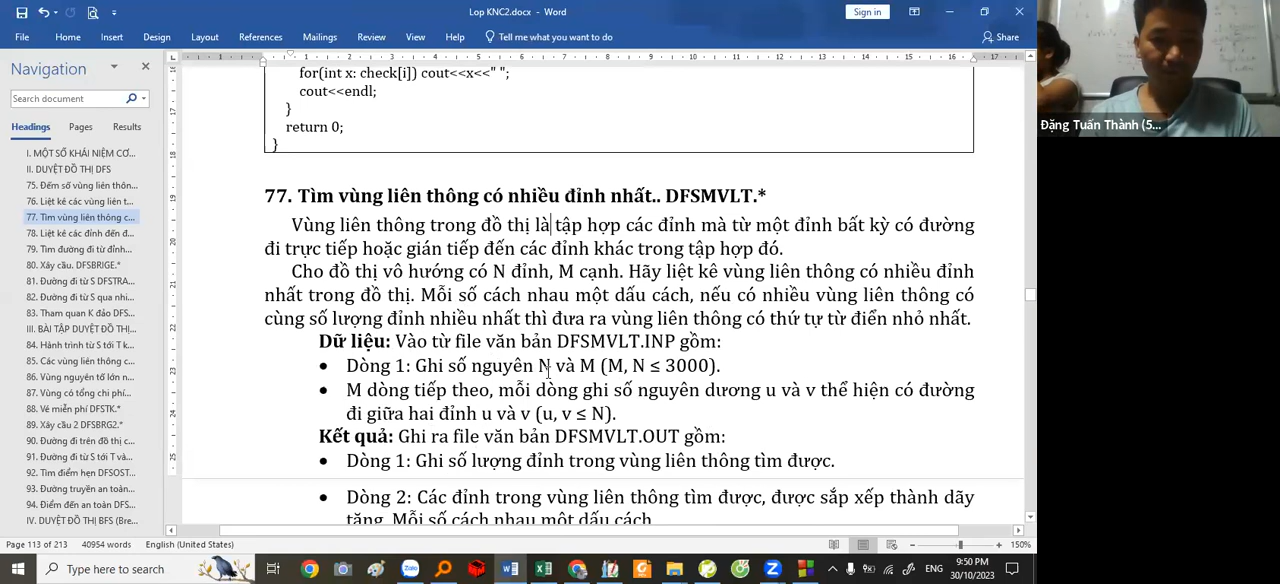 Lop KNC2.docx - Word
Sign in
File Home Insert Design Layout References Mailings Review View Help Tell me what you want to do Share
Navigation
Search document
Headings Pages Results
I. MỘT SỐ KHÁI NIỆM CƠ...
II. DUYỆT ĐỒ THỊ DFS
75. Đếm số vùng liên thôn...
76. Liệt kê các vùng liên t...
77. Tìm vùng liên thông c...
78. Liệt kê các đỉnh đến đ...
79. Tìm đường đi từ đỉnh...
80. Xây cầu. DFSBRIGE.*
81. Đường đi từ S DFSTRA...
82. Đường đi từ S qua nhi...
83. Tham quan K đảo DFS...
III. BÀI TẬP DUYỆT ĐỒ THỊ...
84. Hành trình từ S tới T k...
85. Các vùng liên thông c...
86. Vùng nguyên tố lớn n...
87. Vùng có tổng chi phí...
88. Vé miễn phí DFSTK.*
89. Xây cầu 2 DFSBRG2.*
90. Đường đi trên đồ thị c...
91. Đường đi từ S tới T và...
92. Tìm điểm hẹn DFSOST...
93. Đường truyền an toàn...
94. Điểm đến an toàn DFS...
IV. DUYỆT ĐỒ THỊ BFS (Bre...
for(int x: check[i]) cout<<x<<" ";
cout<<endl;
}
return 0;
}
77. Tìm vùng liên thông có nhiều đỉnh nhất.. DFSMVLT.*
Vùng liên thông trong đồ thị là tập hợp các đỉnh mà từ một đỉnh bất kỳ có đường
đi trực tiếp hoặc gián tiếp đến các đỉnh khác trong tập hợp đó.
Cho đồ thị vô hướng có N đỉnh, M cạnh. Hãy liệt kê vùng liên thông có nhiều đỉnh
nhất trong đồ thị. Mỗi số cách nhau một dấu cách, nếu có nhiều vùng liên thông có
cùng số lượng đỉnh nhiều nhất thì đưa ra vùng liên thông có thứ tự từ điển nhỏ nhất.
Dữ liệu: Vào từ file văn bản DFSMVLT.INP gồm:
• Dòng 1: Ghi số nguyên N và M (M, N ≤ 3000).
• M dòng tiếp theo, mỗi dòng ghi số nguyên dương u và v thể hiện có đường
đi giữa hai đỉnh u và v (u, v ≤ N).
Kết quả: Ghi ra file văn bản DFSMVLT.OUT gồm:
• Dòng 1: Ghi số lượng đỉnh trong vùng liên thông tìm được.
• Dòng 2: Các đỉnh trong vùng liên thông tìm được, được sắp xếp thành dãy
tăng. Mỗi số cách nhau một dấu cách.
Đặng Tuấn Thành (5...
Page 113 of 213 40954 words English (United States) 150%
Type here to search
ENG
9:50 PM
30/10/2023